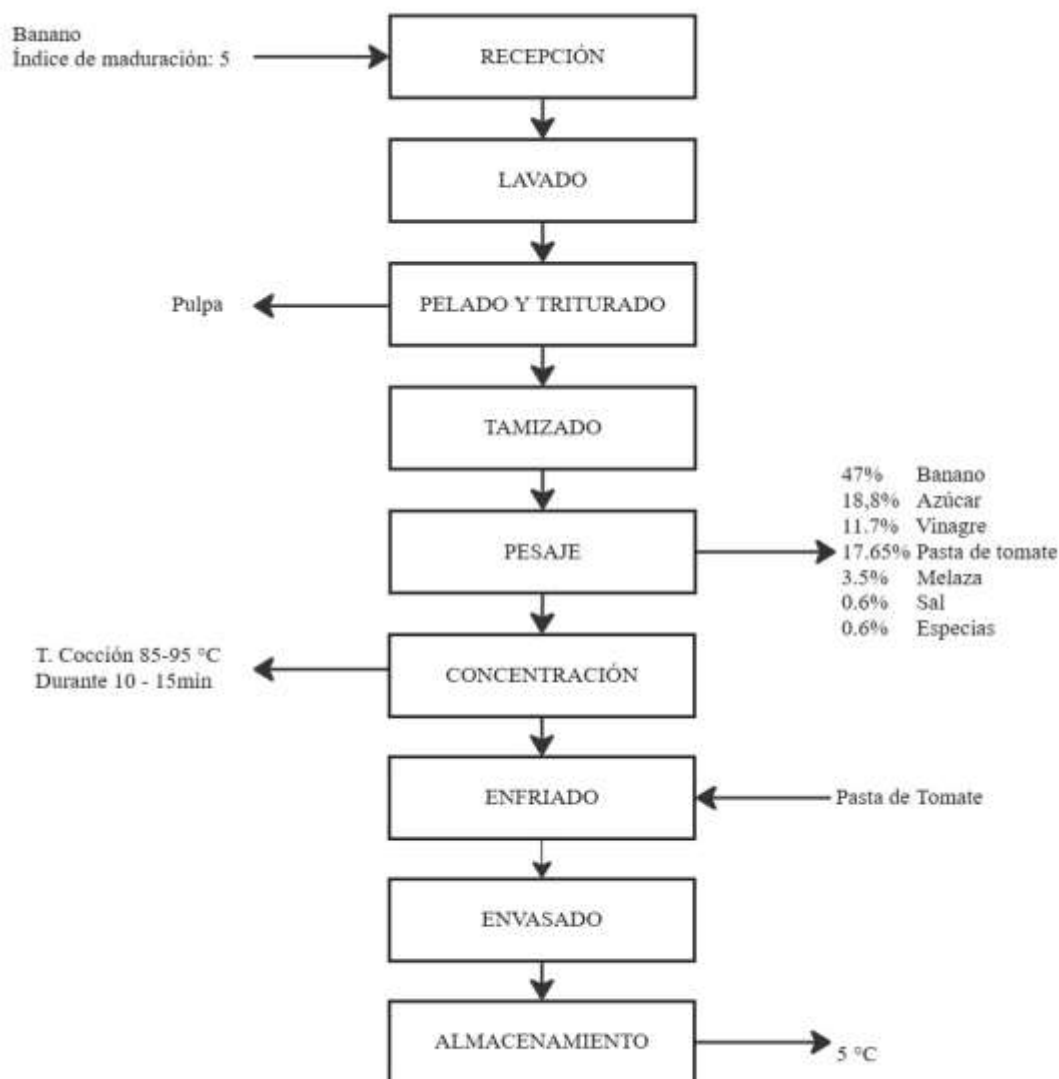 Banano
Índice de maduración: 5
RECEPCIÓN
LAVADO
Pulpa
PELADO Y TRITURADO
TAMIZADO
PESAJE
47% Banano
18,8% Azúcar
11.7% Vinagre
17.65% Pasta de tomate
3.5% Melaza
0.6% Sal
0.6% Especias
T. Cocción 85-95 °C
Durante 10 - 15min
CONCENTRACIÓN
ENFRIADO
Pasta de Tomate
ENVASADO
ALMACENAMIENTO
5 °C